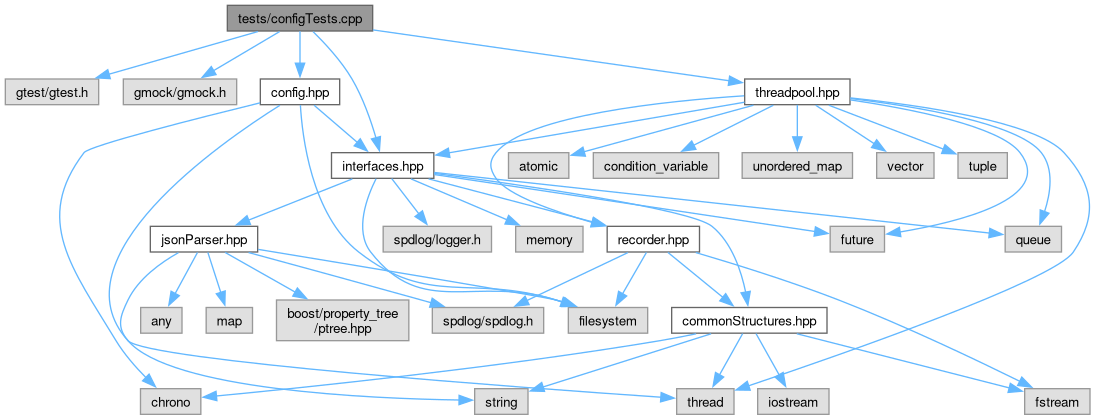 tests/configTests.cpp
gtest/gtest.h
gmock/gmock.h
config.hpp
threadpool.hpp
interfaces.hpp
atomic
condition_variable
unordered_map
vector
tuple
jsonParser.hpp
spdlog/logger.h
memory
recorder.hpp
future
queue
any
map
boost/property_tree
/ptree.hpp
spdlog/spdlog.h
filesystem
commonStructures.hpp
chrono
string
thread
iostream
fstream